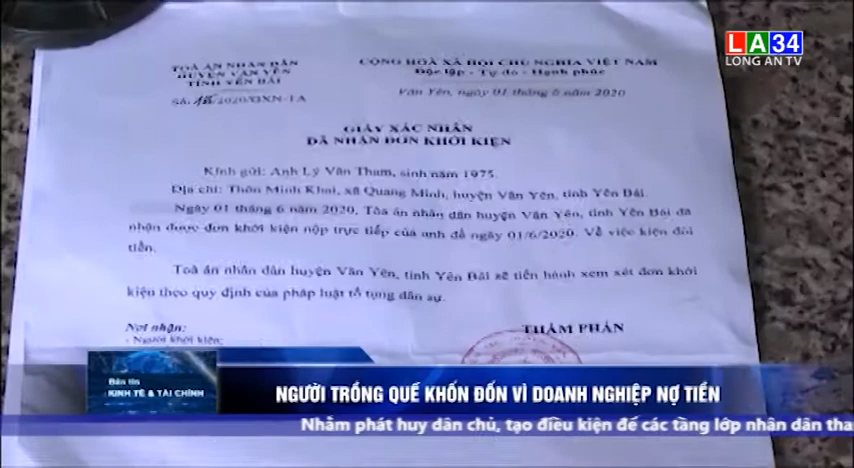 LA34
LONG AN TV
TOÀ ÁN NHÂN DÂN
HUYỆN VĂN YÊN
TỈNH YÊN BÁI
CỘNG HOÀ XÃ HỘI CHỦ NGHĨA VIỆT NAM
Độc lập - Tự do - Hạnh phúc
/2020/GXN-TA
Văn Yên, ngày 01 tháng 6 năm 2020
GIẤY XÁC NHẬN
ĐÃ NHẬN ĐƠN KHỞI KIỆN
Kính gửi: Anh Lý Văn Tham, sinh năm 1975.
Địa chỉ: Thôn Minh Khai, xã Quang Minh, huyện Văn Yên, tỉnh Yên Bái.
Ngày 01 tháng 6 năm 2020, Tòa án nhân dân huyện Văn Yên, tỉnh Yên Bái đã
nhận được đơn khởi kiện nộp trực tiếp của anh đề ngày 01/6/2020. Về việc kiện đòi
tiền.
Toà án nhân dân huyện Văn Yên, tỉnh Yên Bái sẽ tiến hành xem xét đơn khởi
kiện theo quy định của pháp luật tố tụng dân sự.
Nơi nhận:
- Người khởi kiện;
THẨM PHÁN
Bản tin
KINH TẾ & TÀI CHÍNH
NGƯỜI TRỒNG QUẾ KHỐN ĐỐN VÌ DOANH NGHIỆP NỢ TIỀN
Nhằm phát huy dân chủ, tạo điều kiện để các tầng lớp nhân dân tha